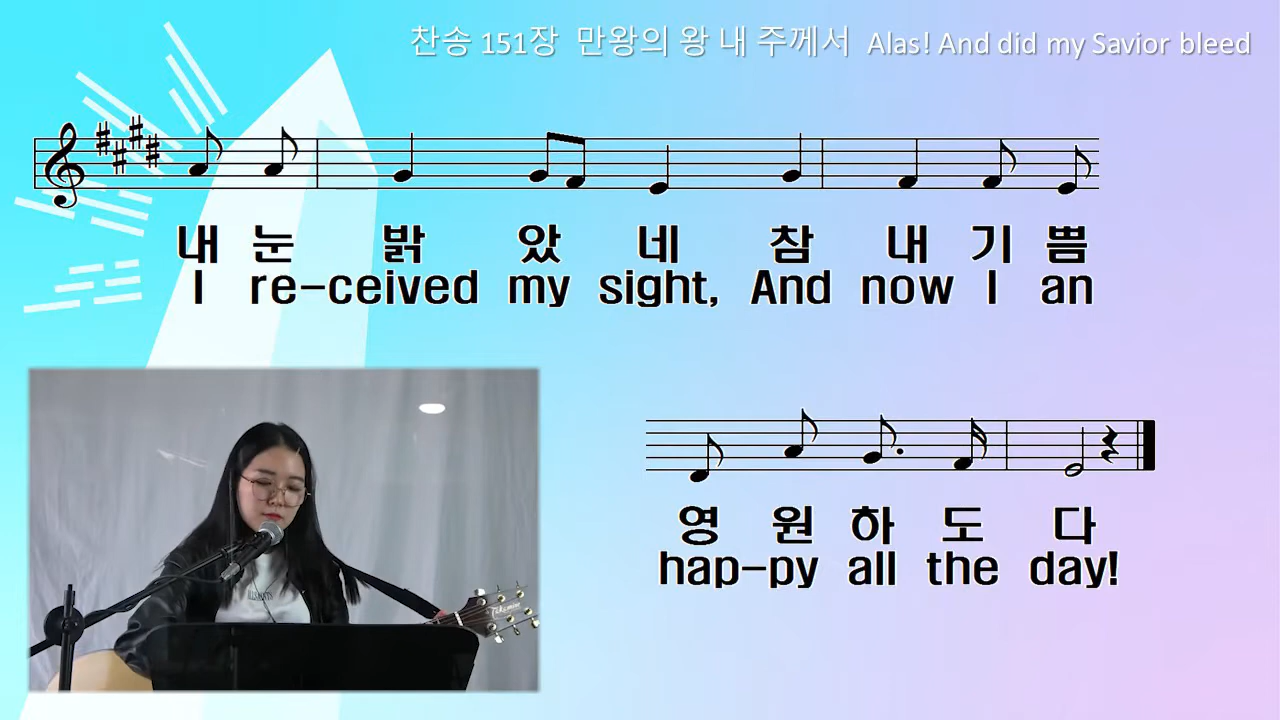 찬송 151장 만왕의 왕 내 주께서 Alas! And did my Savior bleed
내 눈 밝 았 네 참 내 기 쁨
I re-ceived my sight, And now I an
영 원 하 도 다
hap-py all the day!
Takamine